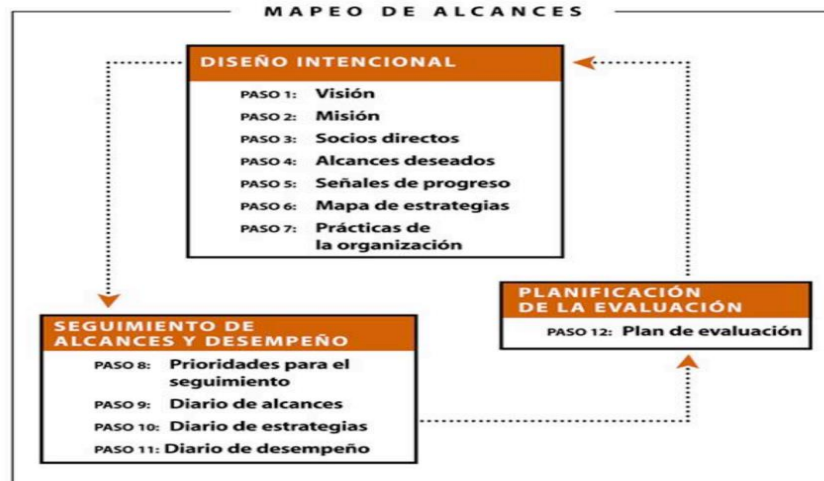 MAPEO DE ALCANCES
DISEÑO INTENCIONAL
PASO 1: Visión
PASO 2: Misión
PASO 3: Socios directos
PASO 4: Alcances deseados
PASO 5: Señales de progreso
PASO 6: Mapa de estrategias
PASO 7: Prácticas de
la organización
SEGUIMIENTO DE
ALCANCES Y DESEMPEÑO
PASO 8: Prioridades para el
seguimiento
PASO 9: Diario de alcances
PASO 10: Diario de estrategias
PASO 11: Diario de desempeño
PLANIFICACIÓN
DE LA EVALUACIÓN
PASO 12: Plan de evaluación